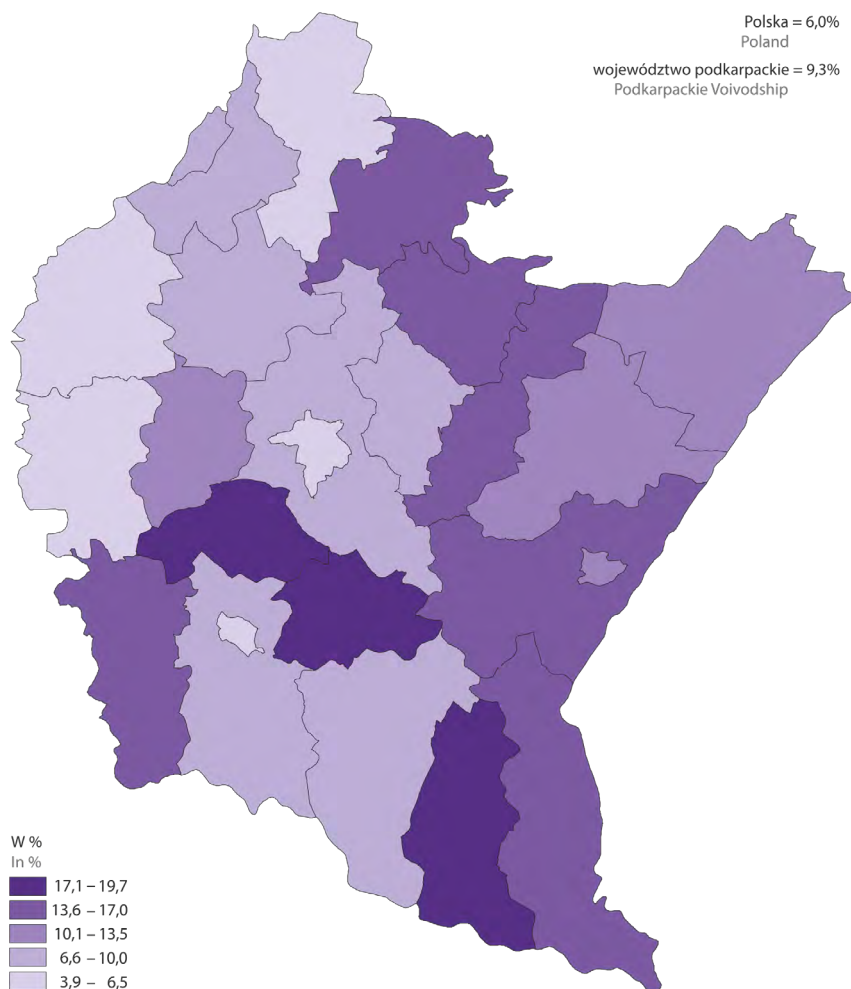 Polska = 6,0%
Poland
województwo podkarpackie = 9,3%
Podkarpackie Voivodship
W %
In %
17,1 – 19,7
13,6 – 17,0
10,1 – 13,5
6,6 – 10,0
3,9 – 6,5